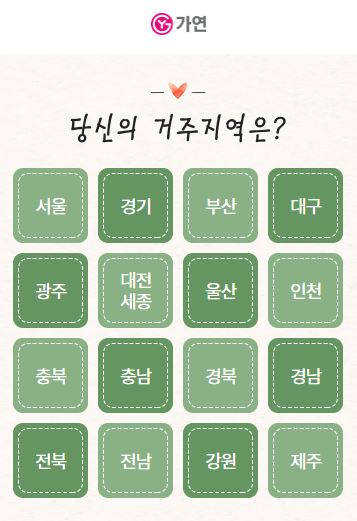 가연
당신의 거주지역은?
서울 경기 부산 대구
광주 대전 세종 울산 인천
충북 충남 경북 경남
전북 전남 강원 제주